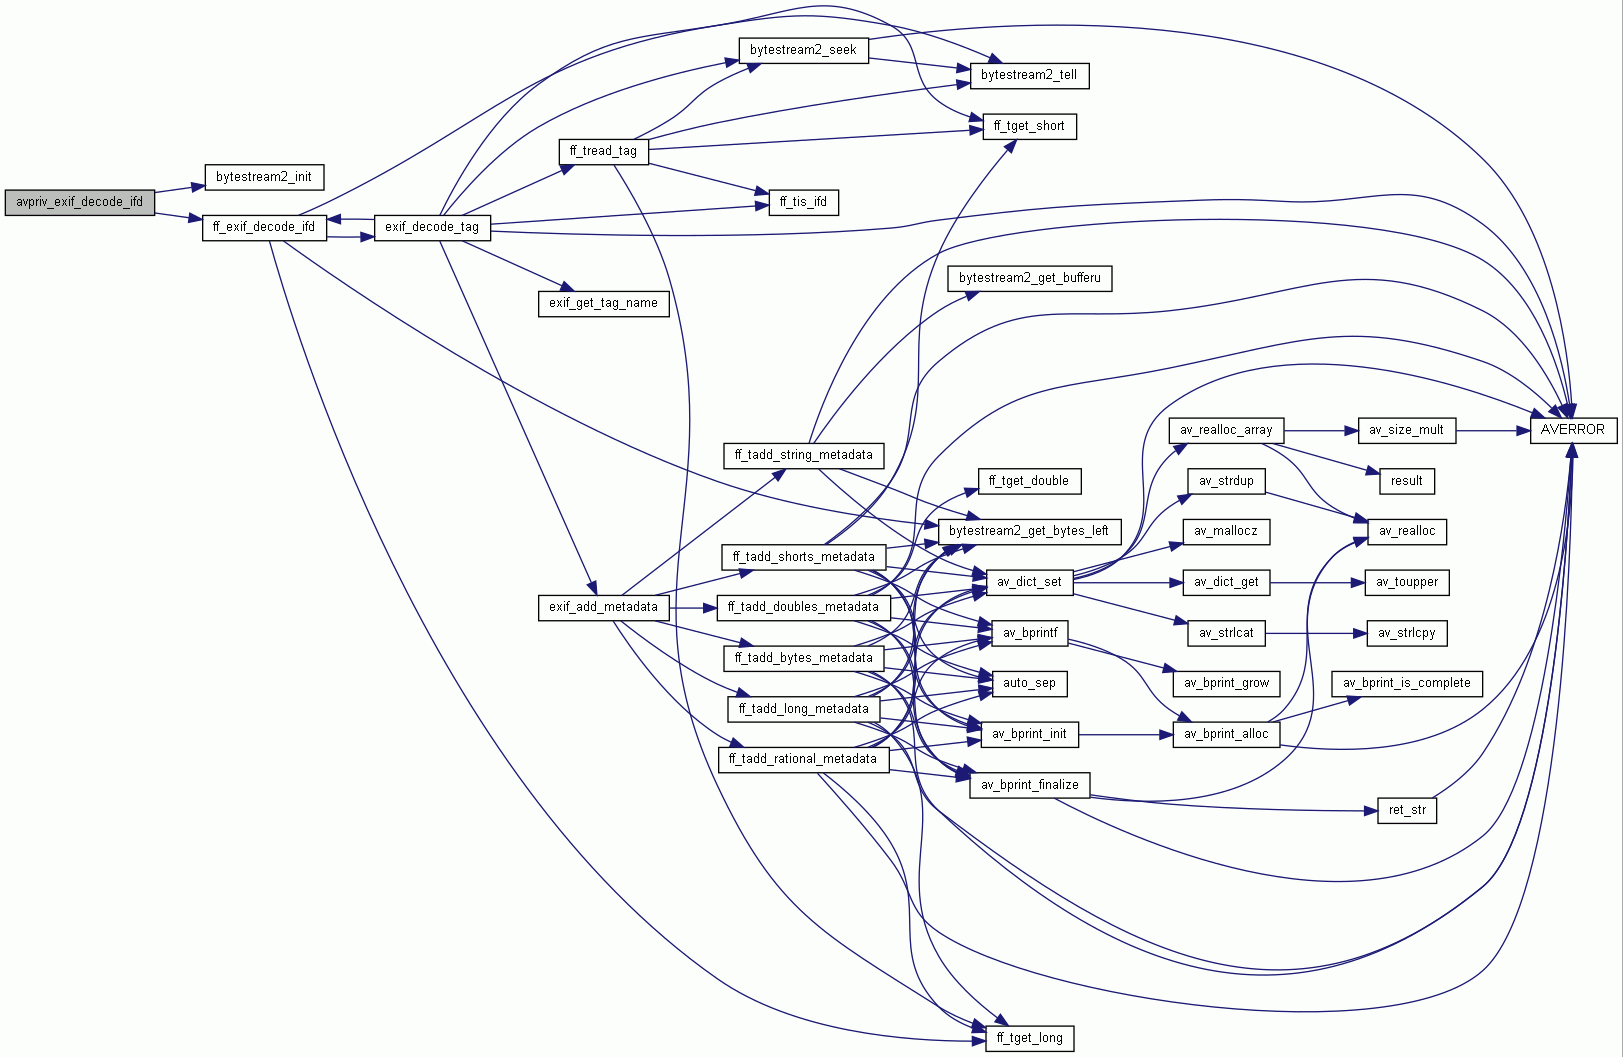 avpriv_exif_decode_ifd
bytestream2_init
ff_exif_decode_ifd
exif_decode_tag
ff_tread_tag
exif_get_tag_name
exif_add_metadata
bytestream2_seek
ff_tis_ifd
ff_tadd_string_metadata
ff_tadd_shorts_metadata
ff_tadd_doubles_metadata
ff_tadd_bytes_metadata
ff_tadd_long_metadata
ff_tadd_rational_metadata
bytestream2_tell
ff_tget_short
bytestream2_get_bufferu
ff_tget_double
bytestream2_get_bytes_left
av_dict_set
av_bprintf
auto_sep
av_bprint_init
av_bprint_finalize
ff_tget_long
av_realloc_array
av_strdup
av_mallocz
av_dict_get
av_strlcat
av_bprint_grow
av_bprint_alloc
av_size_mult
result
av_realloc
av_toupper
av_strlcpy
av_bprint_is_complete
ret_str
AVERROR